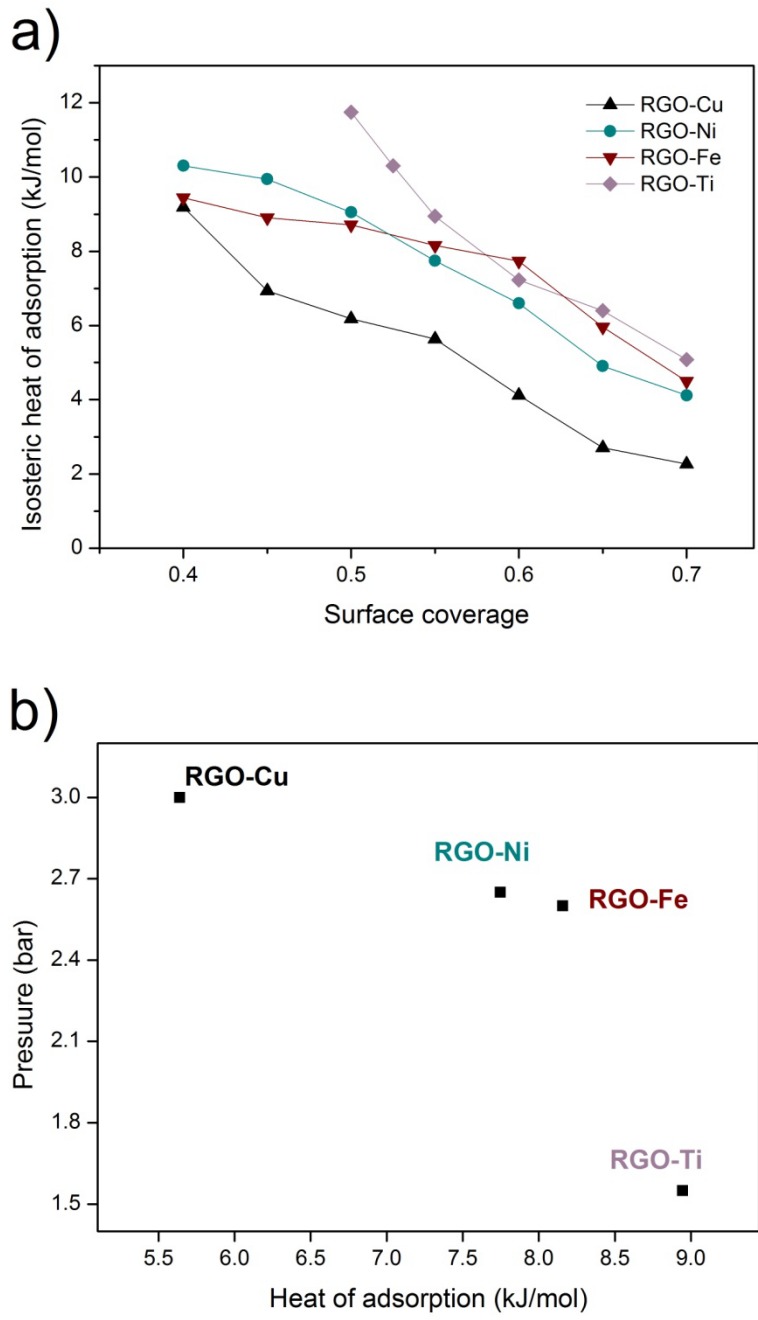 a)
Isosteric heat of adsorption (kJ/mol)
12
10
8
6
4
2
0
RGO-Cu
RGO-Ni
RGO-Fe
RGO-Ti
0.4 0.5 0.6 0.7
Surface coverage
b)
Presuure (bar)
3.0
2.7
2.4
2.1
1.8
1.5
RGO-Cu
RGO-Ni
RGO-Fe
RGO-Ti
5.5 6.0 6.5 7.0 7.5 8.0 8.5 9.0
Heat of adsorption (kJ/mol)